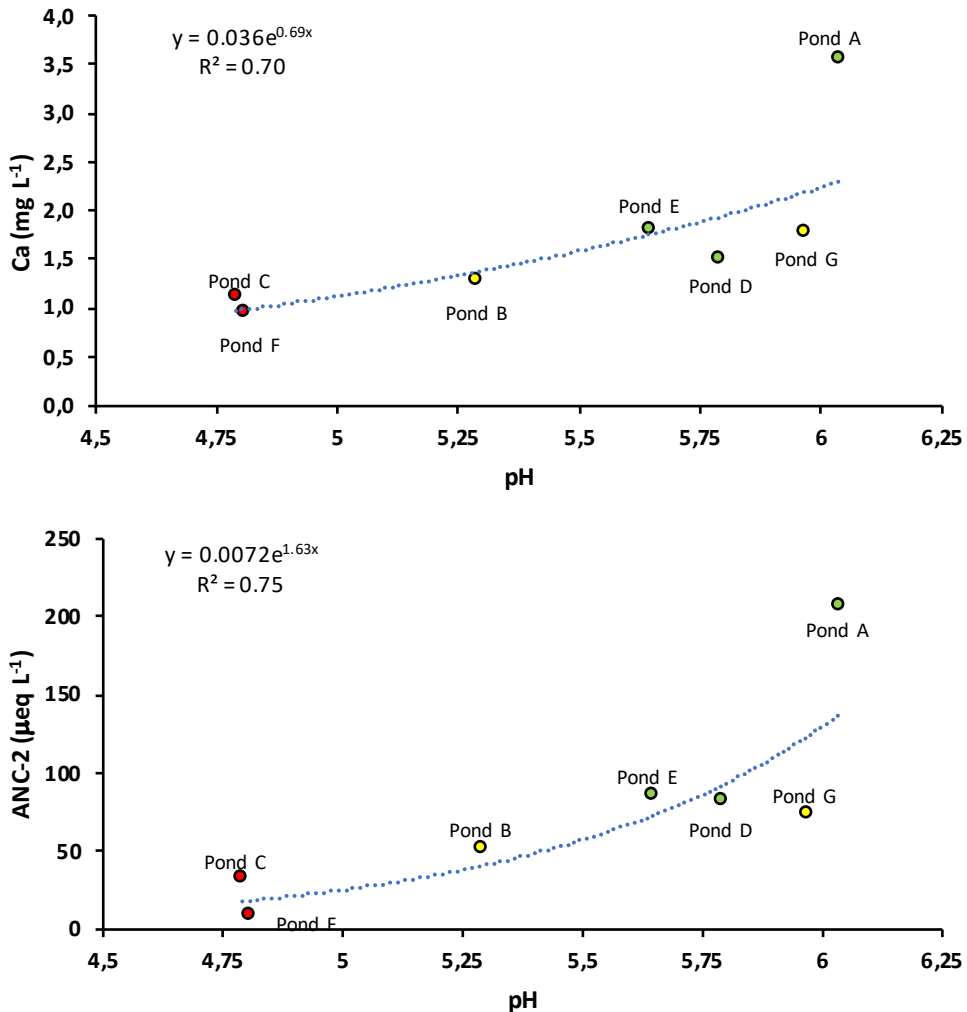 4,0
y = 0.036e^0.69x
R² = 0.70
Pond A
3,5
3,0
2,5
Ca (mg L⁻¹)
2,0
Pond E
1,5
Pond G
Pond D
Pond C
Pond B
1,0
Pond F
0,5
0,0
4,5 4,75 5 5,25 5,5 5,75 6 6,25
pH
250
y = 0.0072e^1.63x
R² = 0.75
200
Pond A
150
ANC-2 (µeq L⁻¹)
100
Pond E
Pond G
Pond B
Pond D
50
Pond C
Pond F
0
4,5 4,75 5 5,25 5,5 5,75 6 6,25
pH